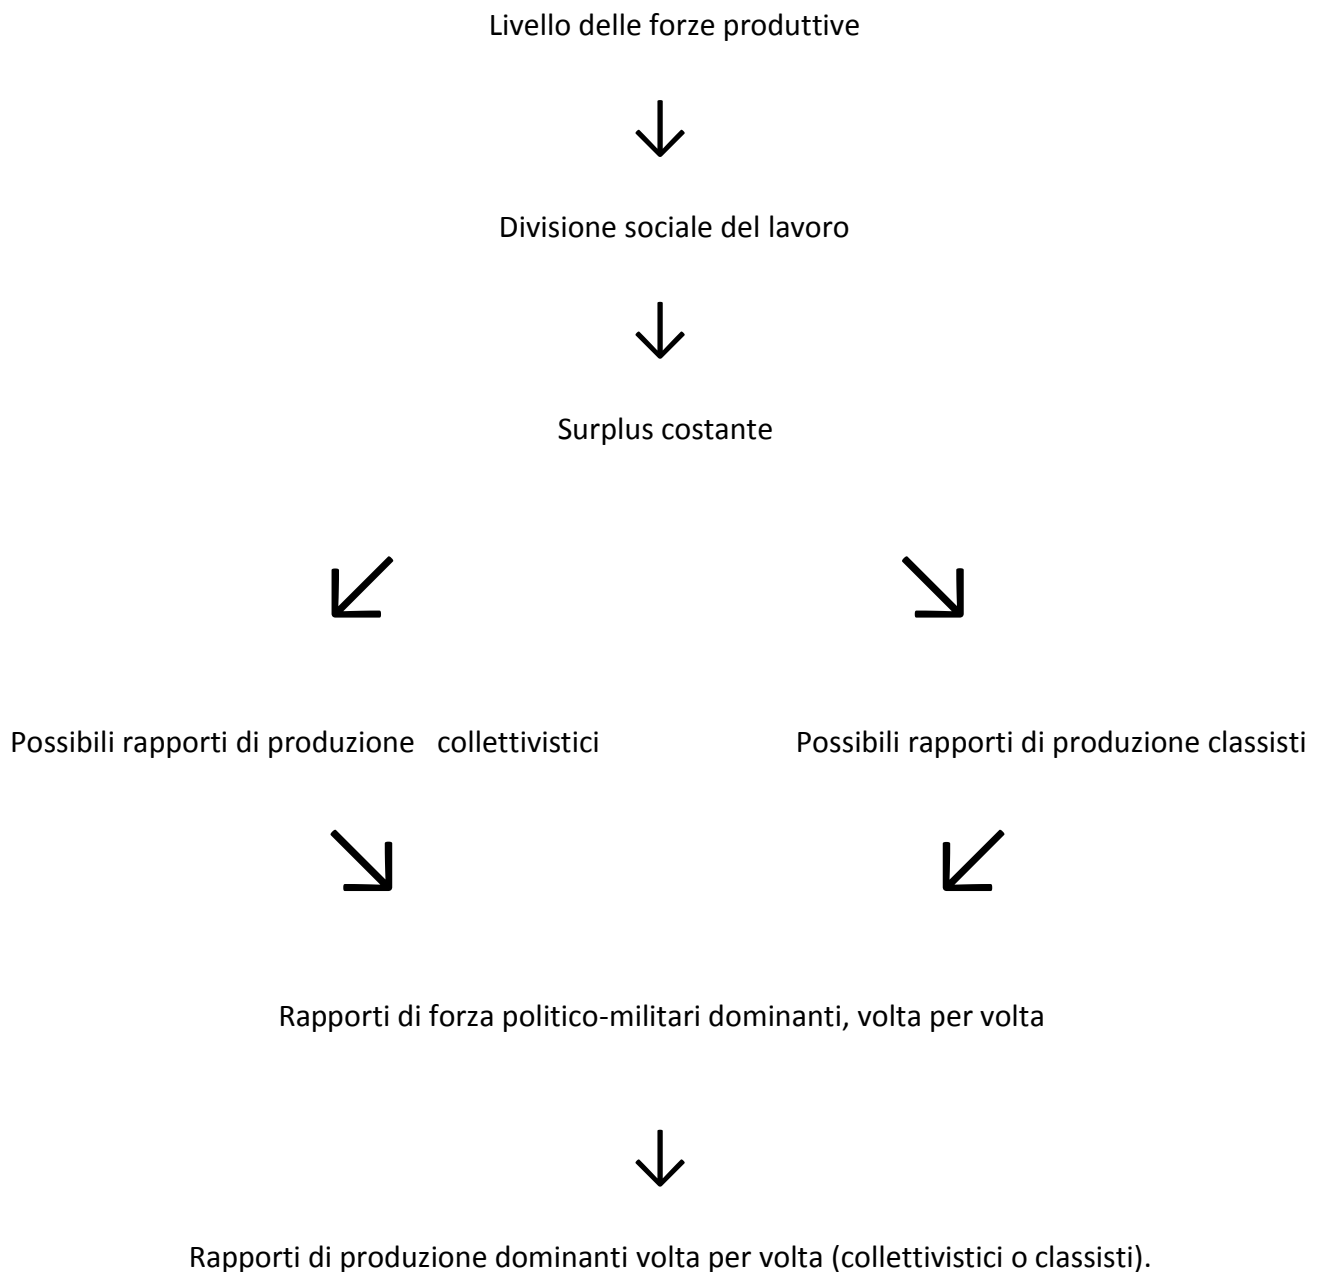 Livello delle forze produttive
Divisione sociale del lavoro
Surplus costante
Possibili rapporti di produzione   collettivistici
Possibili rapporti di produzione classisti
Rapporti di forza politico-militari dominanti, volta per volta
Rapporti di produzione dominanti volta per volta (collettivistici o classisti).